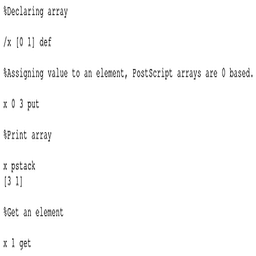 %Declaring array
/x [0 1] def
%Assigning value to an element, PostScript arrays are 0 based.
x 0 3 put
%Print array
x pstack
[3 1]
%Get an element
x 1 get